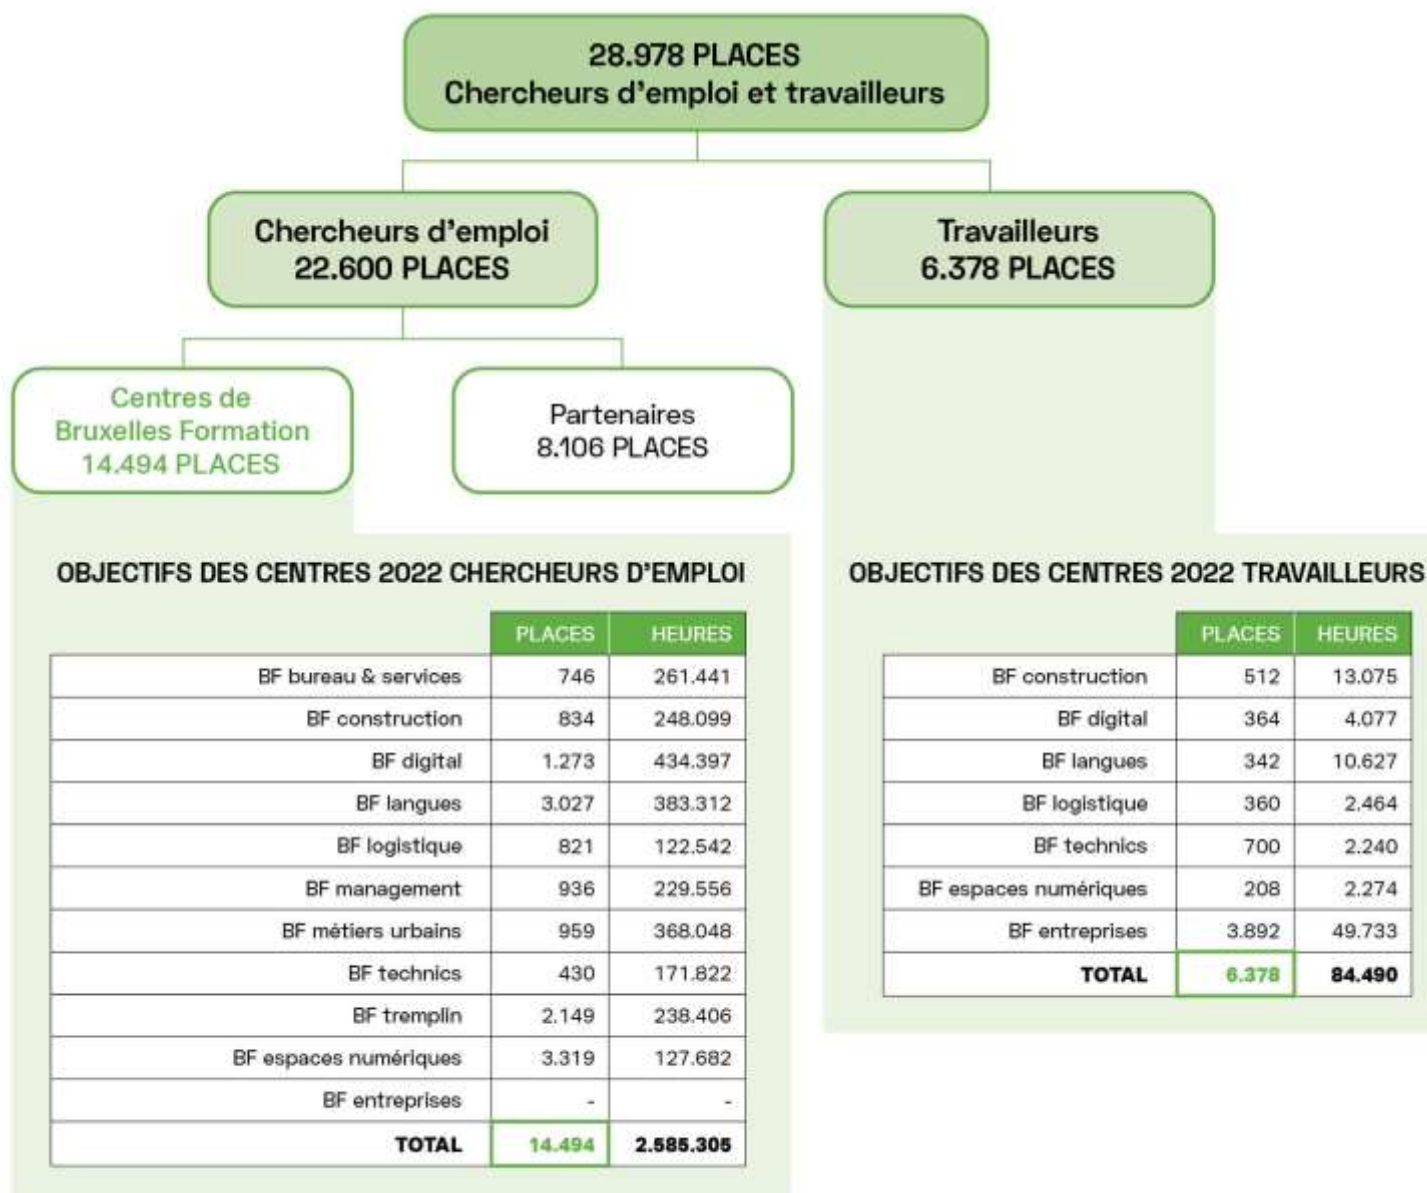 28.978 PLACES
Chercheurs d'emploi et travailleurs
Chercheurs d'emploi
22.600 PLACES
Travailleurs
6.378 PLACES
Centres de
Bruxelles Formation
14.494 PLACES
Partenaires
8.106 PLACES
OBJECTIFS DES CENTRES 2022 CHERCHEURS D'EMPLOI
PLACES HEURES
BF bureau & services 746 261.441
BF construction 834 248.099
BF digital 1.273 434.397
BF langues 3.027 383.312
BF logistique 821 122.542
BF management 936 229.556
BF métiers urbains 959 368.048
BF technics 430 171.822
BF tremplin 2.149 238.406
BF espaces numériques 3.319 127.682
BF entreprises - -
TOTAL 14.494 2.585.305
OBJECTIFS DES CENTRES 2022 TRAVAILLEURS
PLACES HEURES
BF construction 512 13.075
BF digital 364 4.077
BF langues 342 10.627
BF logistique 360 2.464
BF technics 700 2.240
BF espaces numériques 208 2.274
BF entreprises 3.892 49.733
TOTAL 6.378 84.490